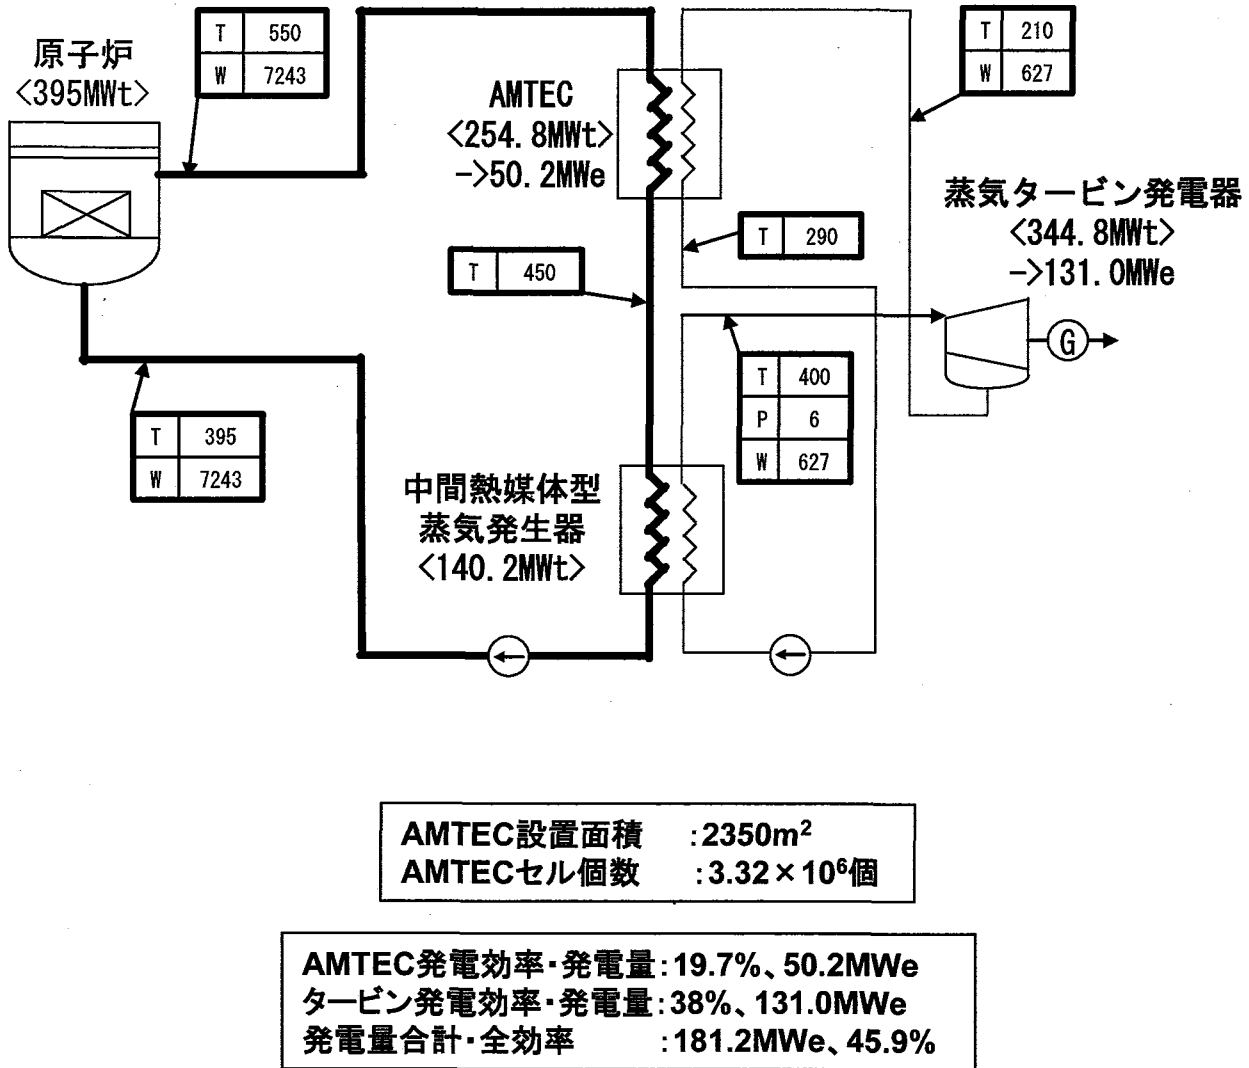 原子炉
<395MWt>
T 550
W 7243
AMTEC
<254.8MWt>
->50.2MWe
T 210
W 627
蒸気タービン発電器
<344.8MWt>
->131.0MWe
T 290
T 450
G
T 400
P 6
W 627
T 395
W 7243
中間熱媒体型
蒸気発生器
<140.2MWt>
AMTEC設置面積 :2350m²
AMTECセル個数 :3.32×10⁶個
AMTEC発電効率・発電量:19.7%、50.2MWe
タービン発電効率・発電量:38%、131.0MWe
発電量合計・全効率 :181.2MWe、45.9%